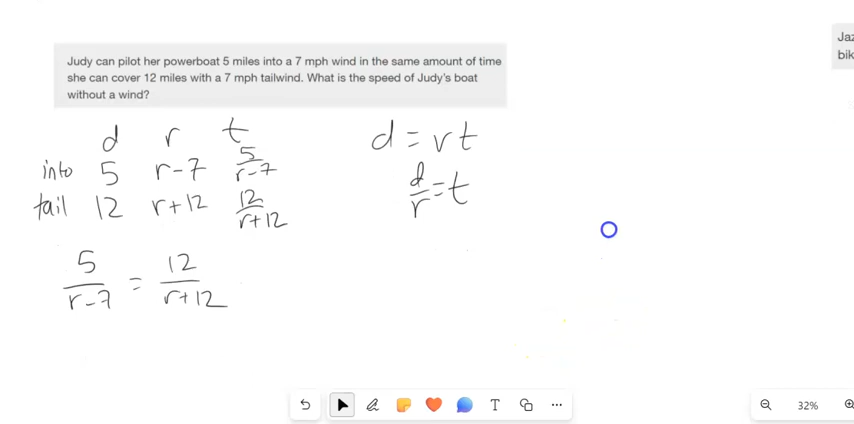 Judy can pilot her powerboat 5 miles into a 7 mph wind in the same amount of time
she can cover 12 miles with a 7 mph tailwind. What is the speed of Judy's boat
without a wind?
Jaz
bik
d r t
into 5 r-7 5/(r-7)
tail 12 r+12 12/(r+12)
d = rt
d/r = t
5/(r-7) = 12/(r+12)
T
32%